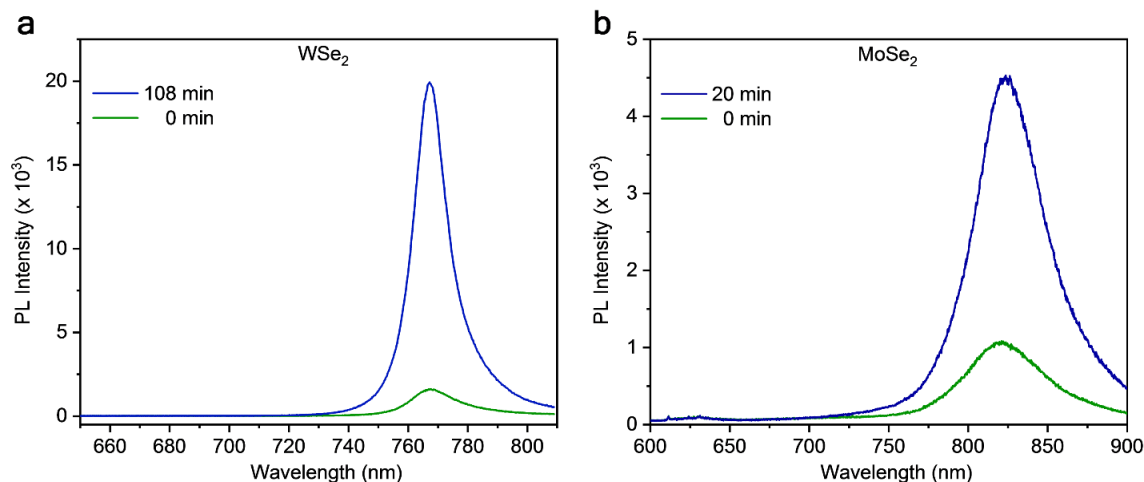 a
WSe₂
108 min
0 min
PL Intensity (x 10³)
20
15
10
5
0
660 680 700 720 740 760 780 800
Wavelength (nm)
b
MoSe₂
20 min
0 min
PL Intensity (x 10³)
5
4
3
2
1
0
600 650 700 750 800 850 900
Wavelength (nm)